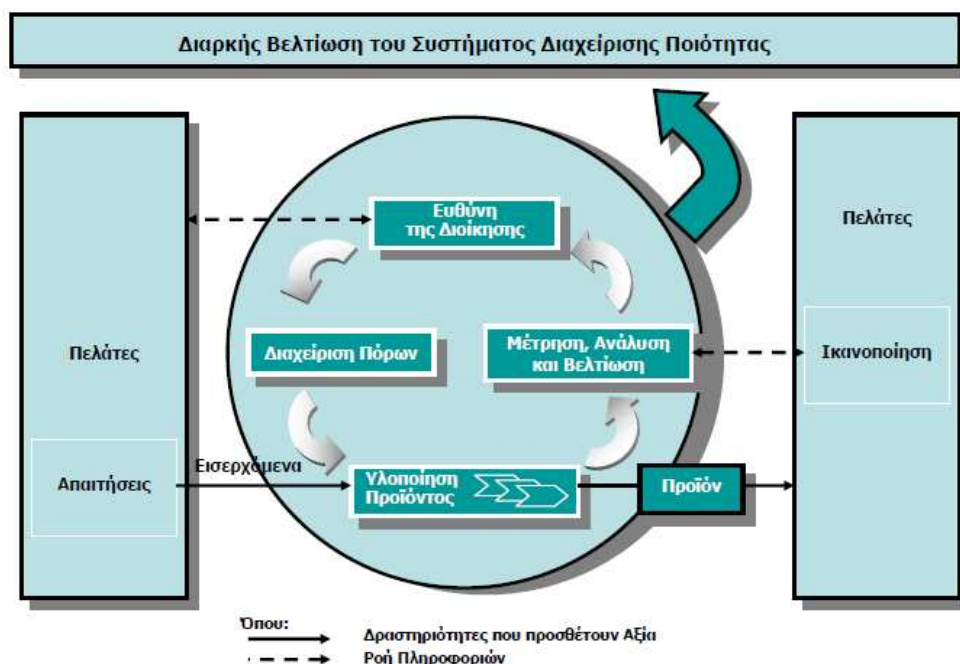 Διαρκής Βελτίωση του Συστήματος Διαχείρισης Ποιότητας
Πελάτες
Απαιτήσεις
Εισερχόμενα
Ευθύνη
της Διοίκησης
Διαχείριση Πόρων
Μέτρηση, Ανάλυση
και Βελτίωση
Υλοποίηση
Προϊόντος
Προϊόν
Πελάτες
Ικανοποίηση
Όπου:
Δραστηριότητες που προσθέτουν Αξία
Ροή Πληροφοριών